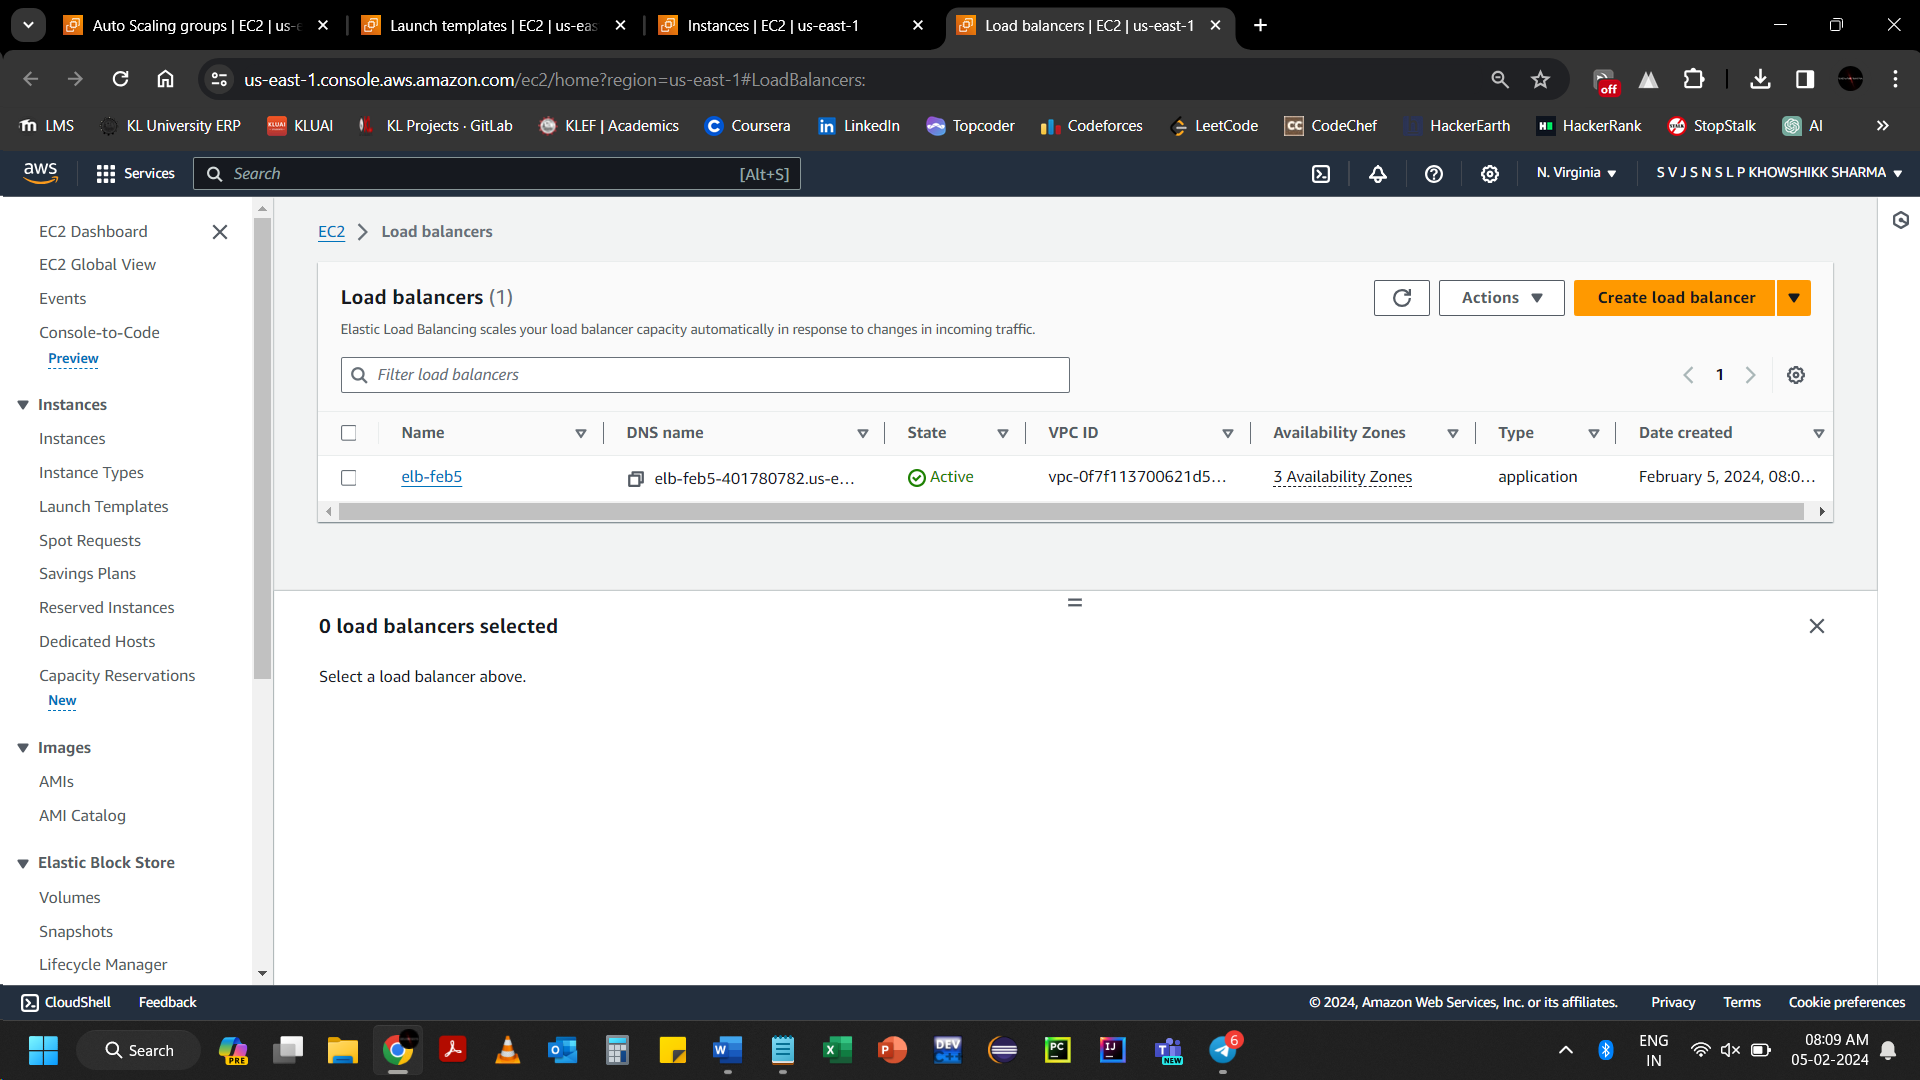 Auto Scaling groups | EC2 | us-e
Launch templates | EC2 | us-eas
Instances | EC2 | us-east-1
Load balancers | EC2 | us-east-1
us-east-1.console.aws.amazon.com/ec2/home?region=us-east-1#LoadBalancers:
off
LMS
KL University ERP
KLUAI
KLUAI
KL Projects · GitLab
KLEF | Academics
Coursera
LinkedIn
Topcoder
Codeforces
LeetCode
CodeChef
HackerEarth
HackerRank
StopStalk
AI
aws
Services
Search
[Alt+S]
N. Virginia
S V J S N S L P KHOWSHIKK SHARMA
EC2 Dashboard
EC2 Global View
Events
Console-to-Code
Preview
Instances
Instances
Instance Types
Launch Templates
Spot Requests
Savings Plans
Reserved Instances
Dedicated Hosts
Capacity Reservations
New
Images
AMIs
AMI Catalog
Elastic Block Store
Volumes
Snapshots
Lifecycle Manager
EC2 > Load balancers
Load balancers (1)
Elastic Load Balancing scales your load balancer capacity automatically in response to changes in incoming traffic.
Actions
Create load balancer
Filter load balancers
1
Name DNS name State VPC ID Availability Zones Type Date created
elb-feb5 elb-feb5-401780782.us-e... Active vpc-0f7f113700621d5... 3 Availability Zones application February 5, 2024, 08:0...
0 load balancers selected
Select a load balancer above.
CloudShell
Feedback
© 2024, Amazon Web Services, Inc. or its affiliates.
Privacy
Terms
Cookie preferences
Search
PRE
DEV
C++
PC
IJ
NEW
6
ENG
IN
08:09 AM
05-02-2024